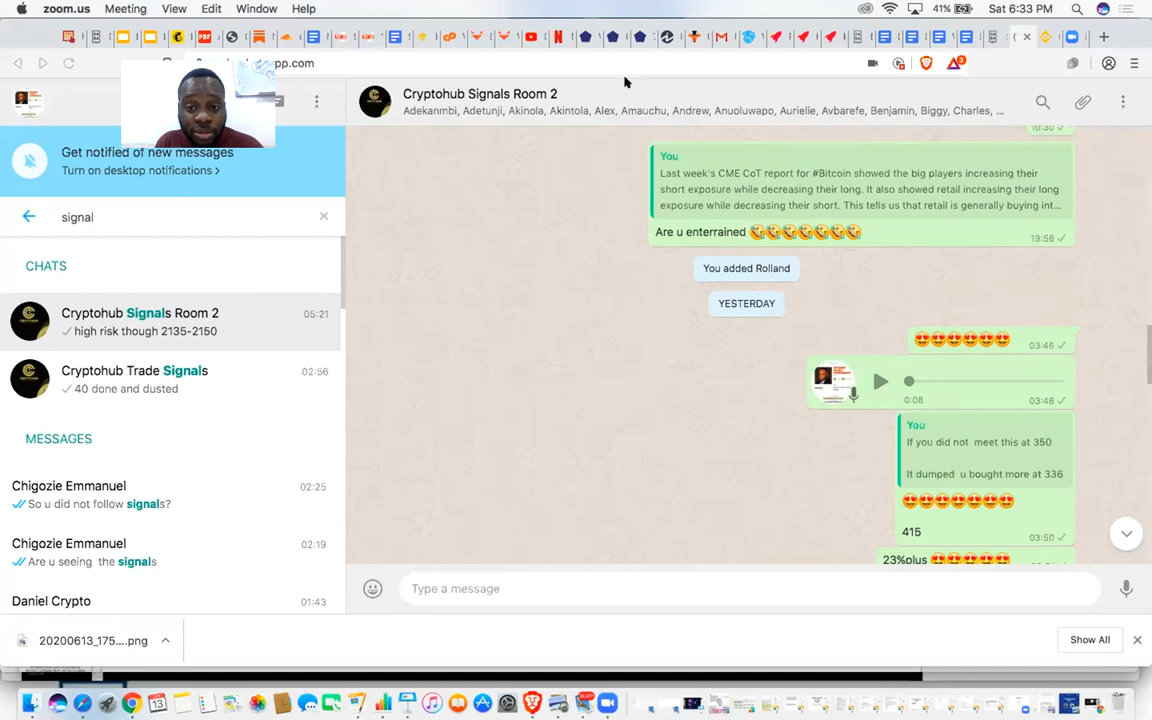 zoom.us Meeting View Edit Window Help
41% Sat 6:33 PM
pp.com
Cryptohub Signals Room 2
Adekanmbi, Adetunji, Akinola, Akintola, Alex, Amauchu, Andrew, Anuoluwapo, Aurielie, Avbarefe, Benjamin, Biggy, Charles, ...
Get notified of new messages
Turn on desktop notifications >
signal
CHATS
Cryptohub Signals Room 2 05:21
high risk though 2135-2150
Cryptohub Trade Signals 02:56
40 done and dusted
MESSAGES
Chigozie Emmanuel 02:25
So u did not follow signals?
Chigozie Emmanuel 02:19
Are u seeing the signals
Daniel Crypto 01:43
10:30
You
Last week's CME CoT report for #Bitcoin showed the big players increasing their
short exposure while decreasing their long. It also showed retail increasing their long
exposure while decreasing their short. This tells us that retail is generally buying int...
Are u enterrained 🤣🤣🤣🤣🤣🤣🤣
19:56
You added Rolland
YESTERDAY
😍😍😍😍😍😍 03:46
0:08 03:48
You
If you did not meet this at 350
It dumped u bought more at 336
😍😍😍😍😍😍😍
415 03:50
23%plus 😍😍😍😍😍
Type a message
20200613_175....png
Show All